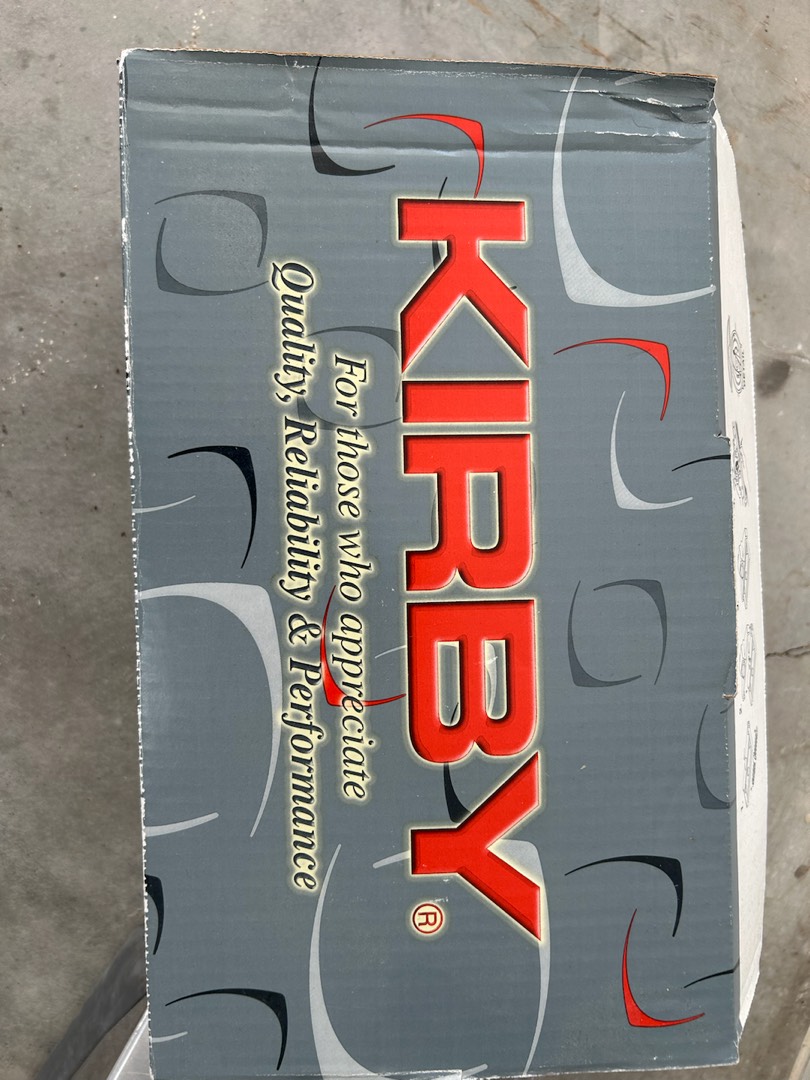 KIRBY®
For those who appreciate
Quality, Reliability & Performance